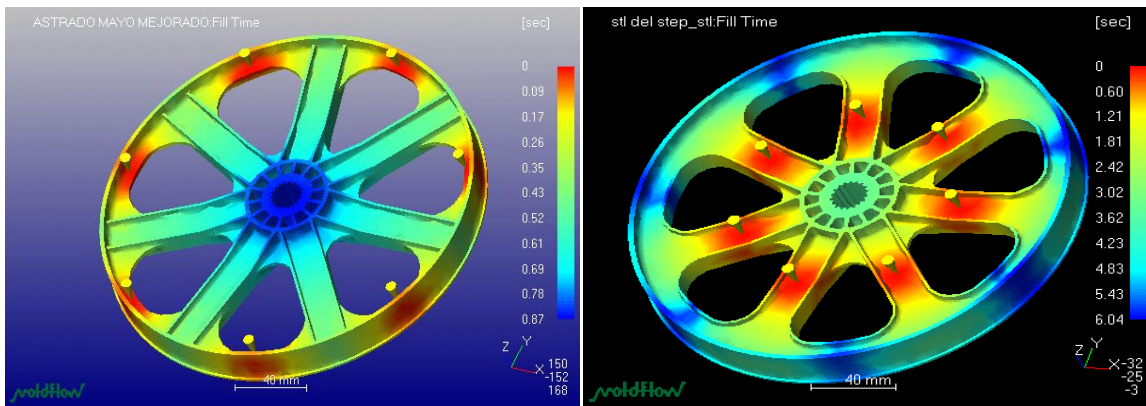 ASTRADO MAYO MEJORADO:Fill Time
[sec]
0
0.09
0.17
0.26
0.35
0.43
0.52
0.61
0.69
0.78
0.87
Z
Y
X
150
-152
168
40 mm
moldflow
stl del step_stl:Fill Time
[sec]
0
0.60
1.21
1.81
2.42
3.02
3.62
4.23
4.83
5.43
6.04
Z
Y
X
-32
-25
-3
40 mm
moldflow